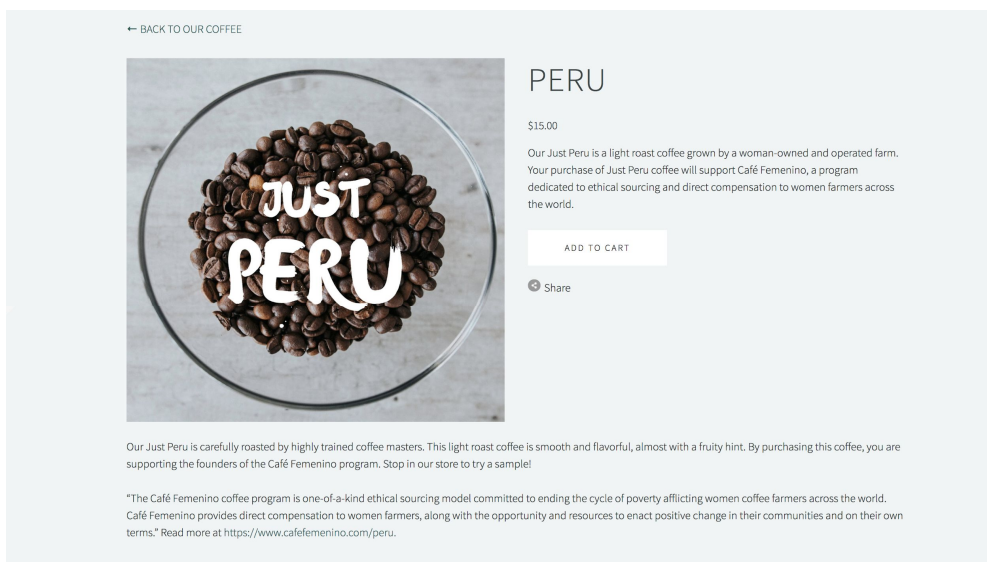 ← BACK TO OUR COFFEE
JUST
PERU
PERU
$15.00
Our Just Peru is a light roast coffee grown by a woman-owned and operated farm.
Your purchase of Just Peru coffee will support Café Femenino, a program
dedicated to ethical sourcing and direct compensation to women farmers across
the world.
ADD TO CART
Share
Our Just Peru is carefully roasted by highly trained coffee masters. This light roast coffee is smooth and flavorful, almost with a fruity hint. By purchasing this coffee, you are
supporting the founders of the Café Femenino program. Stop in our store to try a sample!
“The Café Femenino coffee program is one-of-a-kind ethical sourcing model committed to ending the cycle of poverty afflicting women coffee farmers across the world.
Café Femenino provides direct compensation to women farmers, along with the opportunity and resources to enact positive change in their communities and on their own
terms.” Read more at https://www.cafefemenino.com/peru.